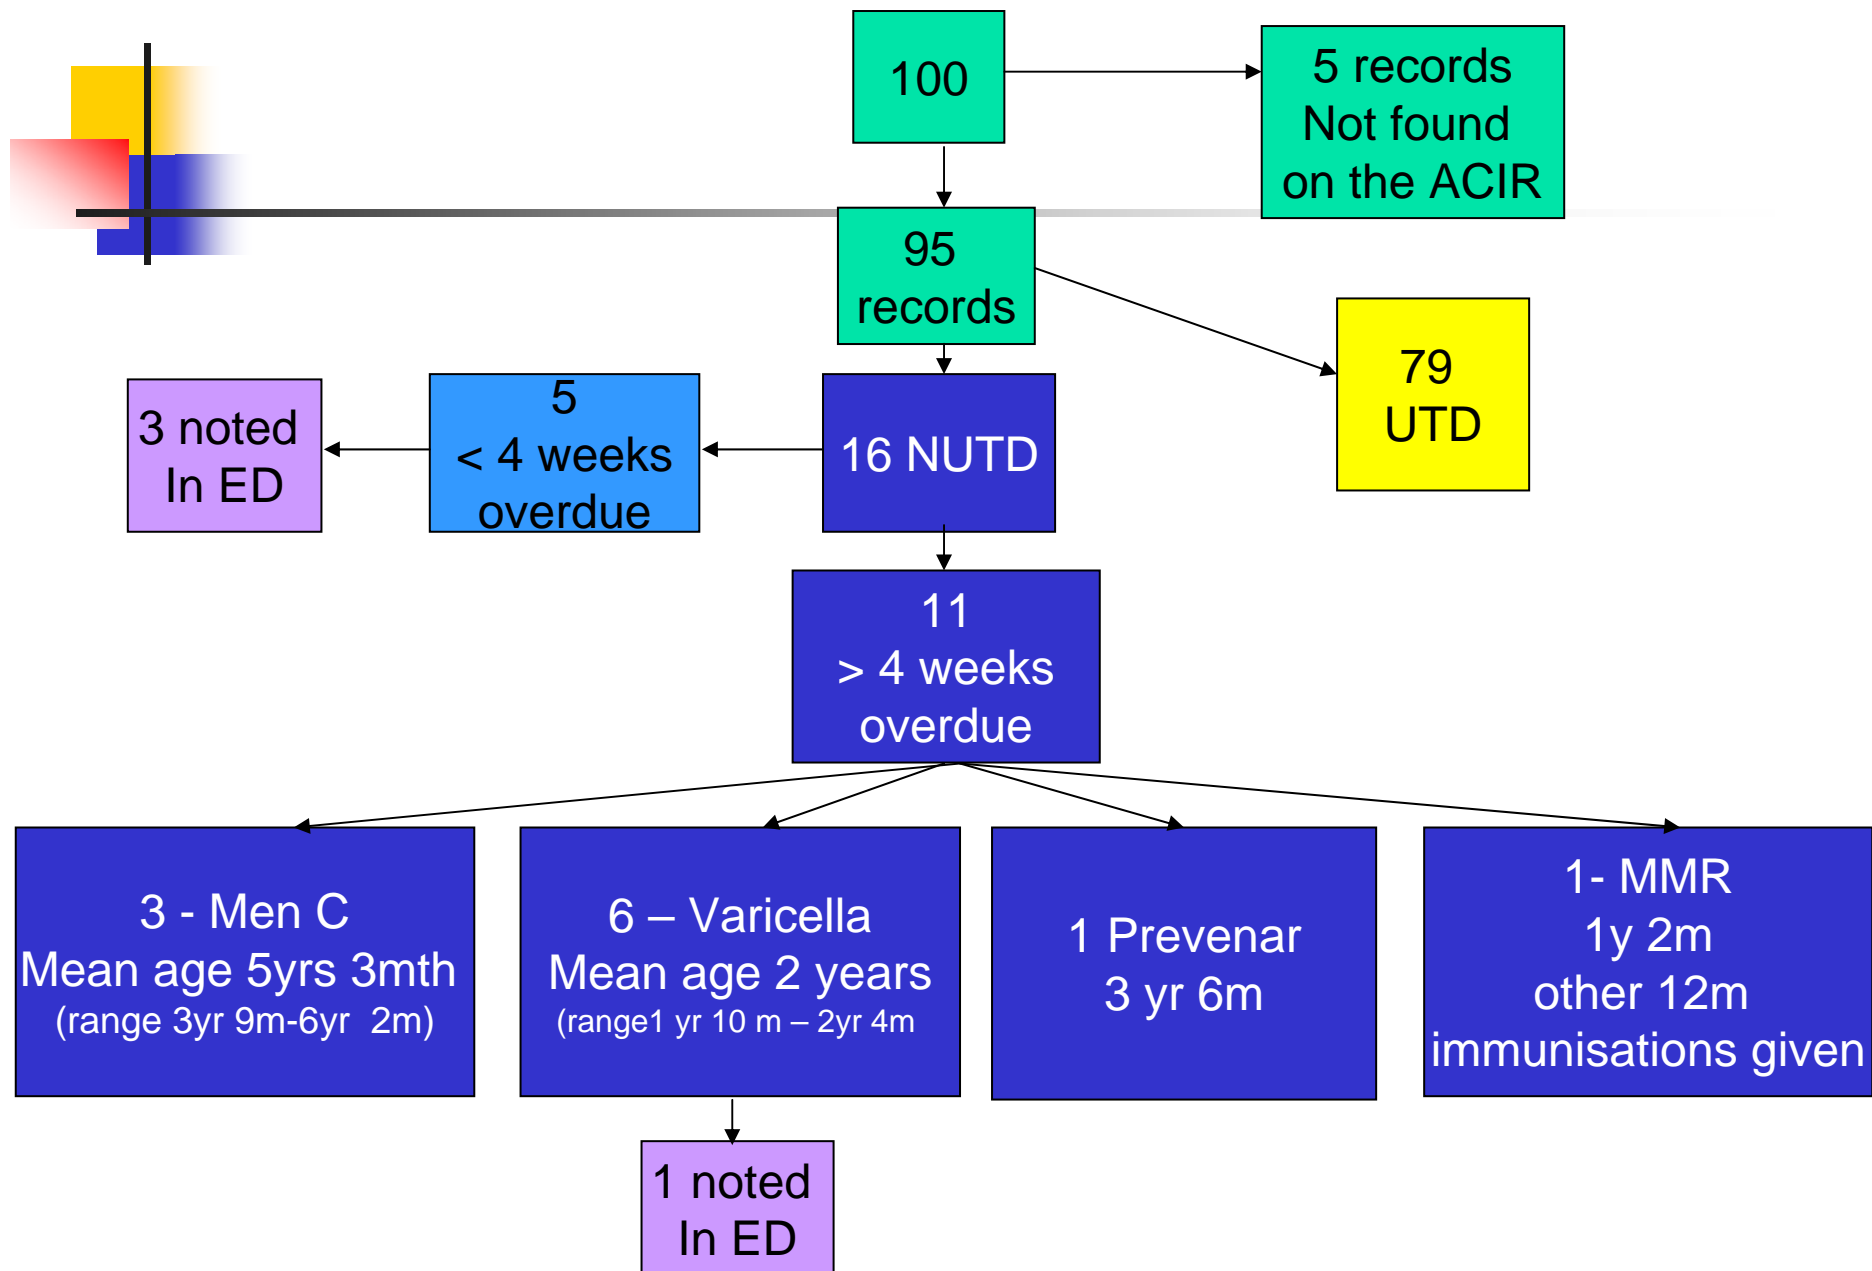 100
5 records
Not found
on the ACIR
95
records
79
UTD
3 noted
In ED
5
< 4 weeks
overdue
16 NUTD
11
> 4 weeks
overdue
3 - Men C
Mean age 5yrs 3mth
(range 3yr 9m-6yr 2m)
6 – Varicella
Mean age 2 years
(range1 yr 10 m – 2yr 4m
1 Prevenar
3 yr 6m
1- MMR
1y 2m
other 12m
immunisations given
1 noted
In ED